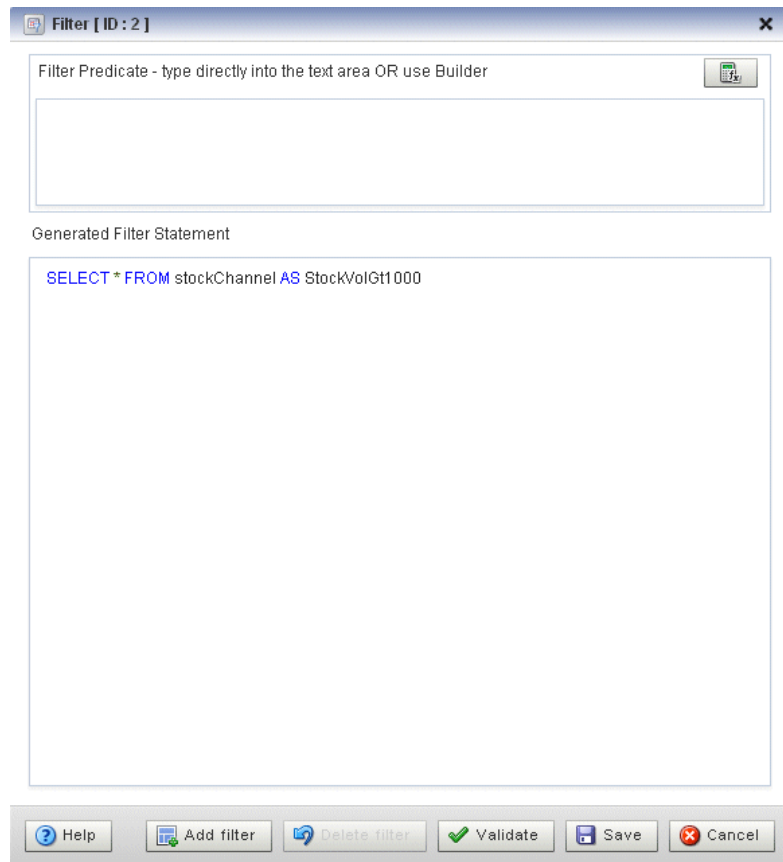 Filter [ ID : 2 ]
Filter Predicate - type directly into the text area OR use Builder
Generated Filter Statement
SELECT * FROM stockChannel AS StockVolGt1000
Help Add filter Delete filter Validate Save Cancel